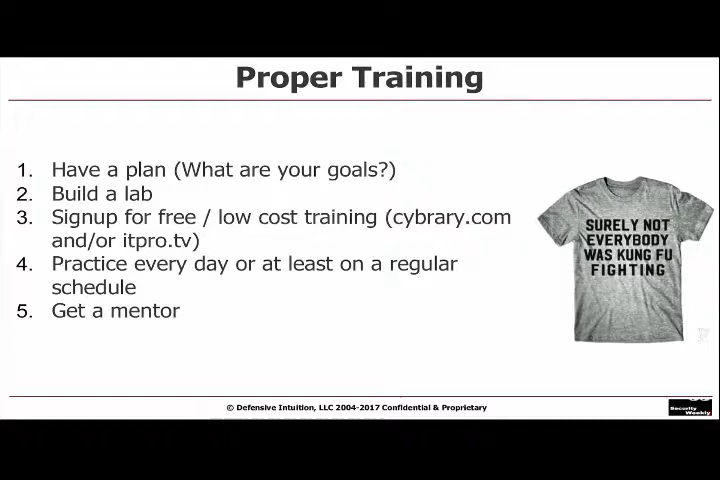 Proper Training
1. Have a plan (What are your goals?)
2. Build a lab
3. Signup for free / low cost training (cybrary.com
and/or itpro.tv)
4. Practice every day or at least on a regular
schedule
5. Get a mentor
SURELY NOT
EVERYBODY
WAS KUNG FU
FIGHTING
© Defensive Intuition, LLC 2004-2017 Confidential & Proprietary
Security
Weekly